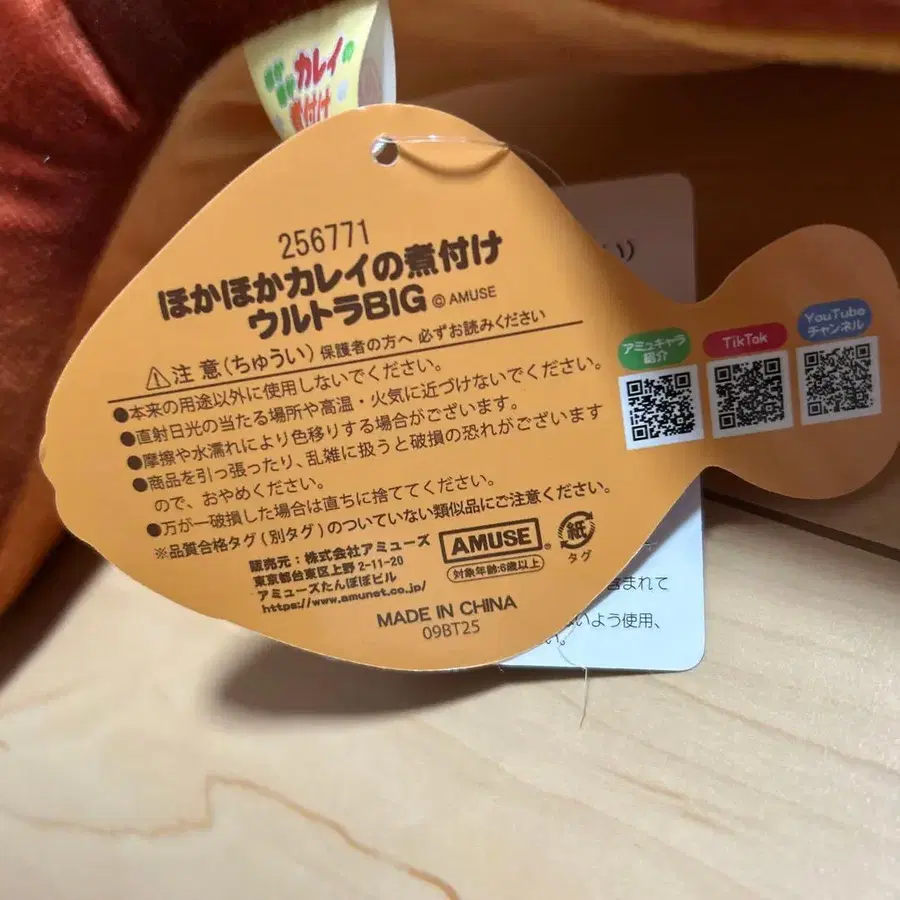 カレイの
煮付け
256771
ほかほかカレイの煮付け
ウルトラBIG © AMUSE
⚠注意(ちゅうい)保護者の方へ 必ずお読みください
●本来の用途以外に使用しないでください。
●直射日光の当たる場所や高温・火気に近づけないでください。
●摩擦や水濡れにより色移りする場合がございます。
●商品を引っ張ったり、乱雑に扱うと破損の恐れがございます
ので、おやめください。
●万が一破損した場合は直ちに捨ててください。
※品質合格タグ(別タグ)のついていない類似品にご注意ください。
販売元:株式会社アミューズ
東京都台東区上野2-11-20
アミューズたんぽぽビル
https://www.amunet.co.jp/
AMUSE®
対象年齢:6歳以上
紙
タグ
MADE IN CHINA
09BT25
アミュキャラ
紹介
TikTok
YouTube
チャンネル
い)
含まれて
ないよう使用、
い。